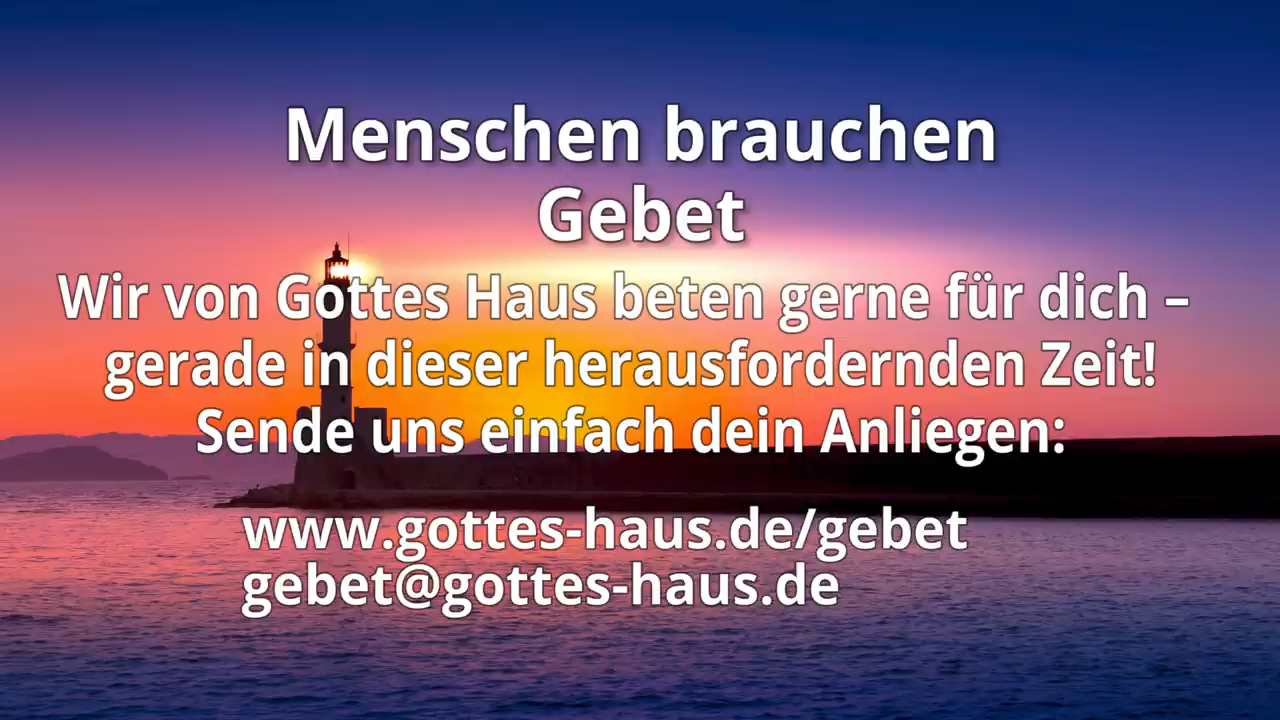 Menschen brauchen
Gebet
Wir von Gottes Haus beten gerne für dich –
gerade in dieser herausfordernden Zeit!
Sende uns einfach dein Anliegen:
www.gottes-haus.de/gebet
gebet@gottes-haus.de